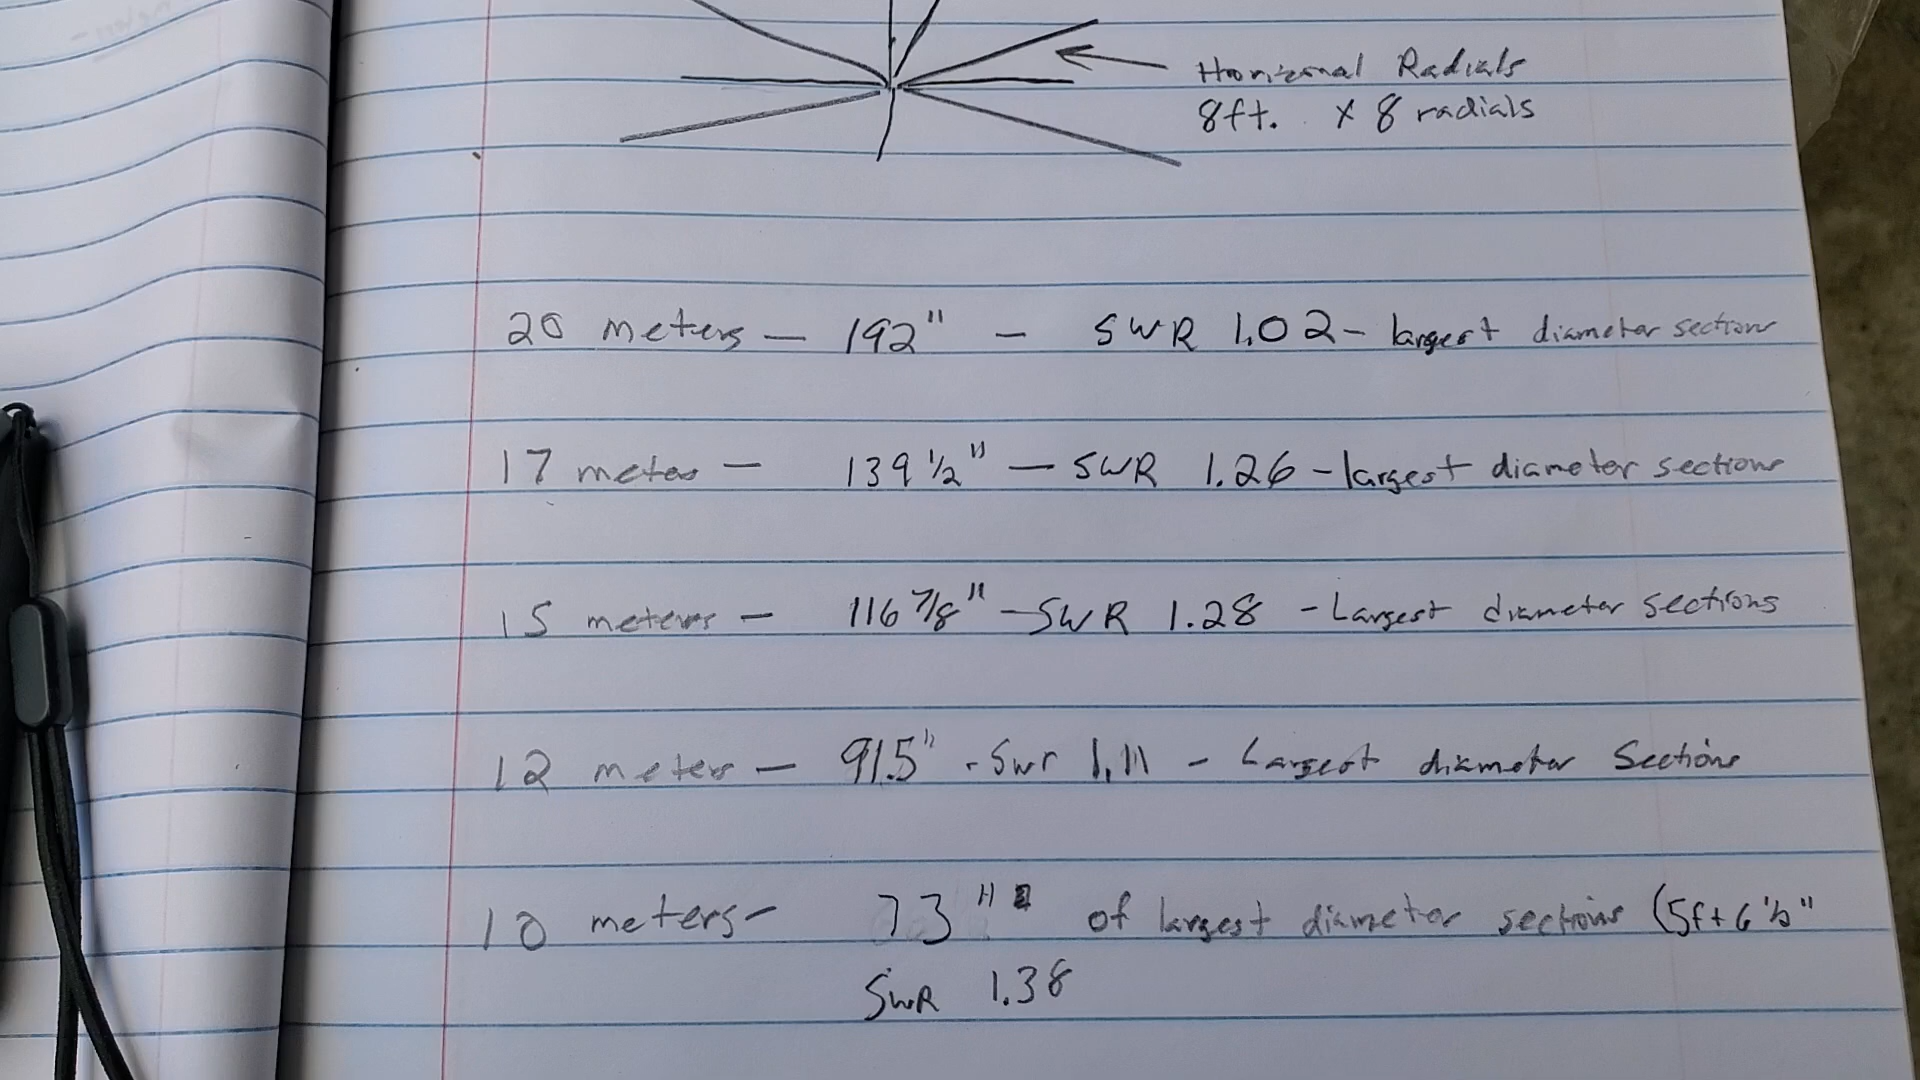 Horizonal Radials
8ft. x 8 radials
20 meters — 192" - SWR 1.02 - largest diameter sections
17 meters — 139 1/2" — SWR 1.26 - largest diameter sections
15 meters - 116 7/8" - SWR 1.28 - Largest diameter sections
12 meters — 91.5" - Swr 1.11 - Largest diameter Sections
10 meters - 73" of largest diameter sections (5ft + 6 1/2"
SWR 1.38